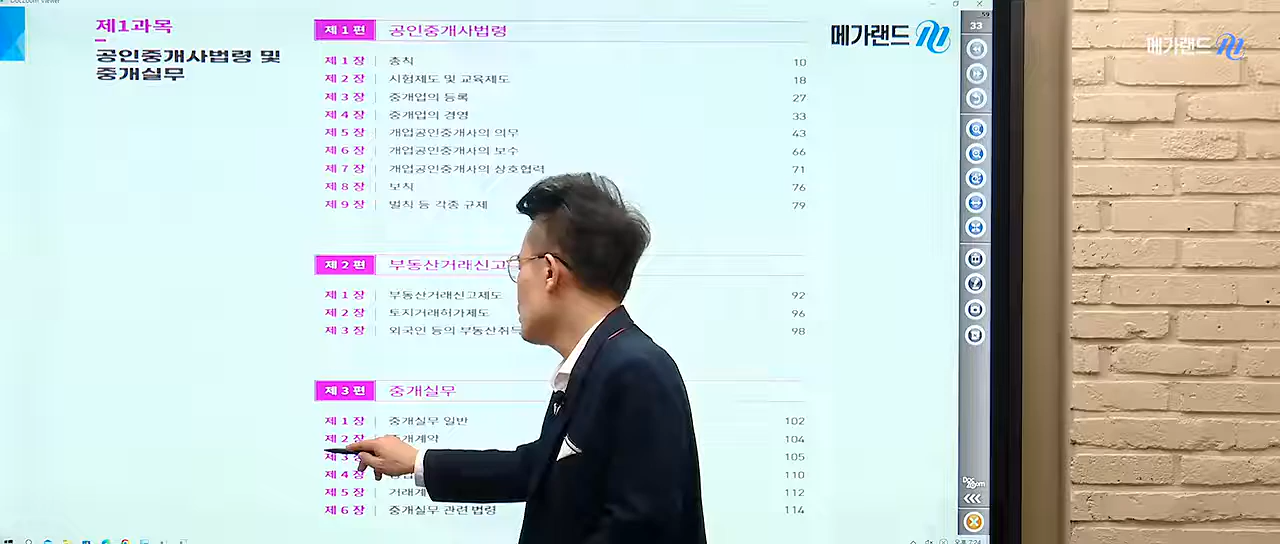 DocZoom Viewer
제1과목
공인중개사법령 및
중개실무
제 1 편 공인중개사법령
제 1 장 총칙 10
제 2 장 시험제도 및 교육제도 18
제 3 장 중개업의 등록 27
제 4 장 중개업의 경영 33
제 5 장 개업공인중개사의 의무 43
제 6 장 개업공인중개사의 보수 66
제 7 장 개업공인중개사의 상호협력 71
제 8 장 보칙 76
제 9 장 벌칙 등 각종 규제 79
제 2 편 부동산거래신고
제 1 장 부동산거래신고제도 92
제 2 장 토지거래허가제도 96
제 3 장 외국인 등의 부동산취득 98
제 3 편 중개실무
제 1 장 중개실무 일반 102
제 2 장 중개계약 104
제 3 105
제 4 장 110
제 5 장 거래계 112
제 6 장 중개실무 관련 법령 114
메가랜드
59
33
Doc
Zoom
오후 7:24
메가랜드